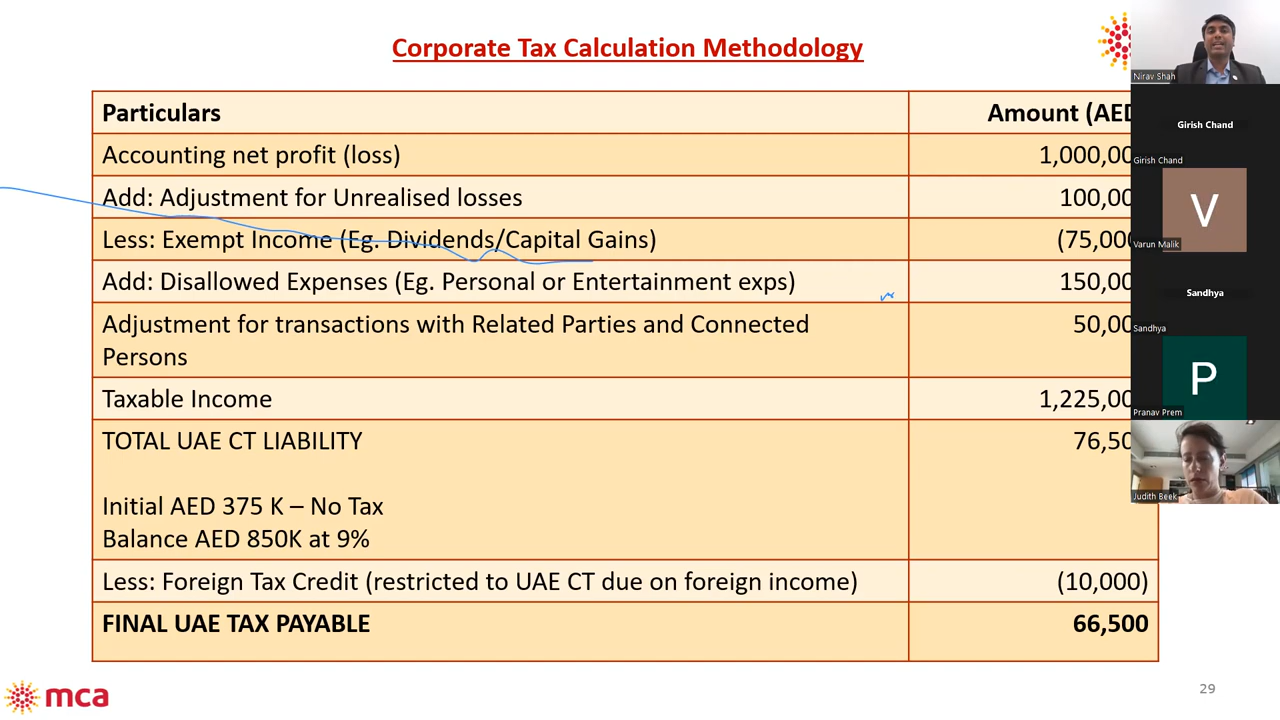 Corporate Tax Calculation Methodology
Particulars Amount (AED
Accounting net profit (loss) 1,000,00
Add: Adjustment for Unrealised losses 100,00
Less: Exempt Income (Eg. Dividends/Capital Gains) (75,000
Add: Disallowed Expenses (Eg. Personal or Entertainment exps) 150,00
Adjustment for transactions with Related Parties and Connected 50,00
Persons
Taxable Income 1,225,00
TOTAL UAE CT LIABILITY 76,50
Initial AED 375 K – No Tax
Balance AED 850K at 9%
Less: Foreign Tax Credit (restricted to UAE CT due on foreign income) (10,000)
FINAL UAE TAX PAYABLE 66,500
mca
29
Nirav Shah
Girish Chand
Girish Chand
V
Varun Malik
Sandhya
Sandhya
P
Pranav Prem
Judith Beek